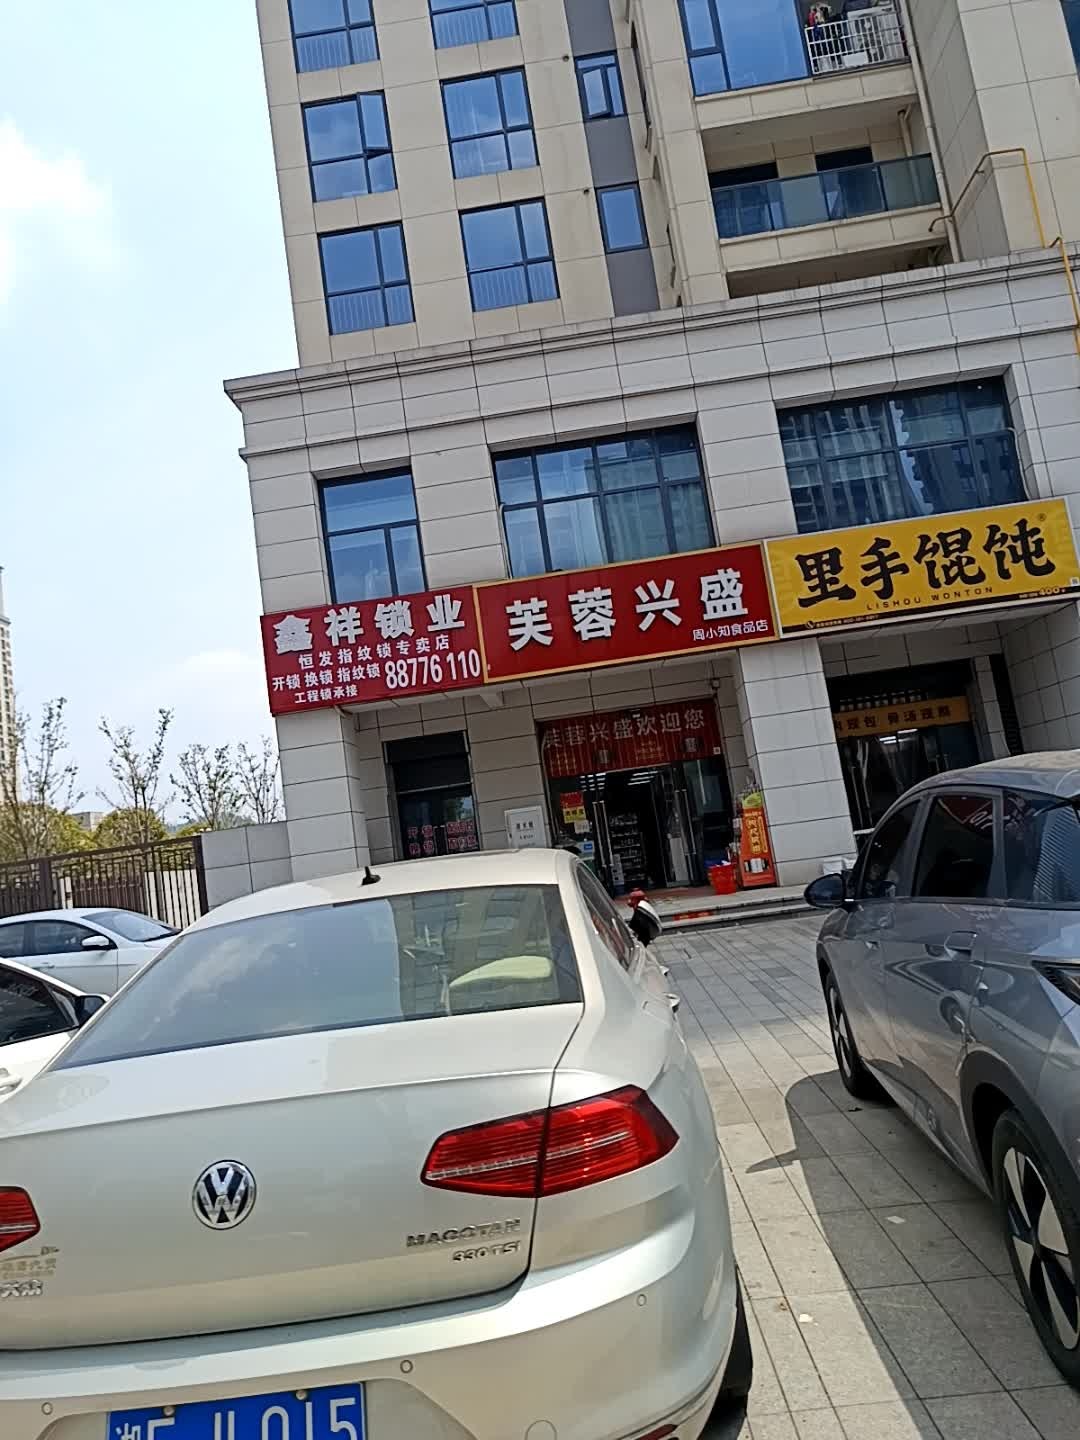 鑫祥锁业
恒发指纹锁专卖店
开锁 换锁 指纹锁
工程锁承接
88776110
芙蓉兴盛
周小知食品店
里手馄饨
LISHOU WONTON
芙蓉兴盛欢迎您
MAGOTAN
330TSI